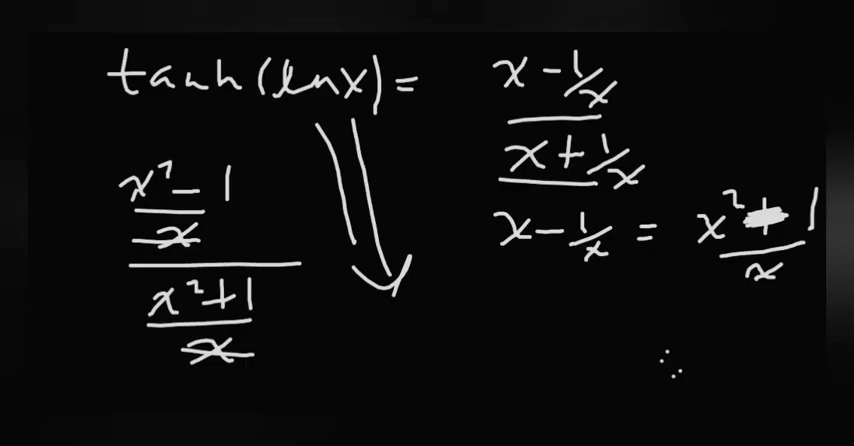 tanh(lnx) = (x - 1/x)/(x + 1/x)
x - 1/x = (x² - 1)/x
((x² - 1)/x)/((x² + 1)/x)
∴